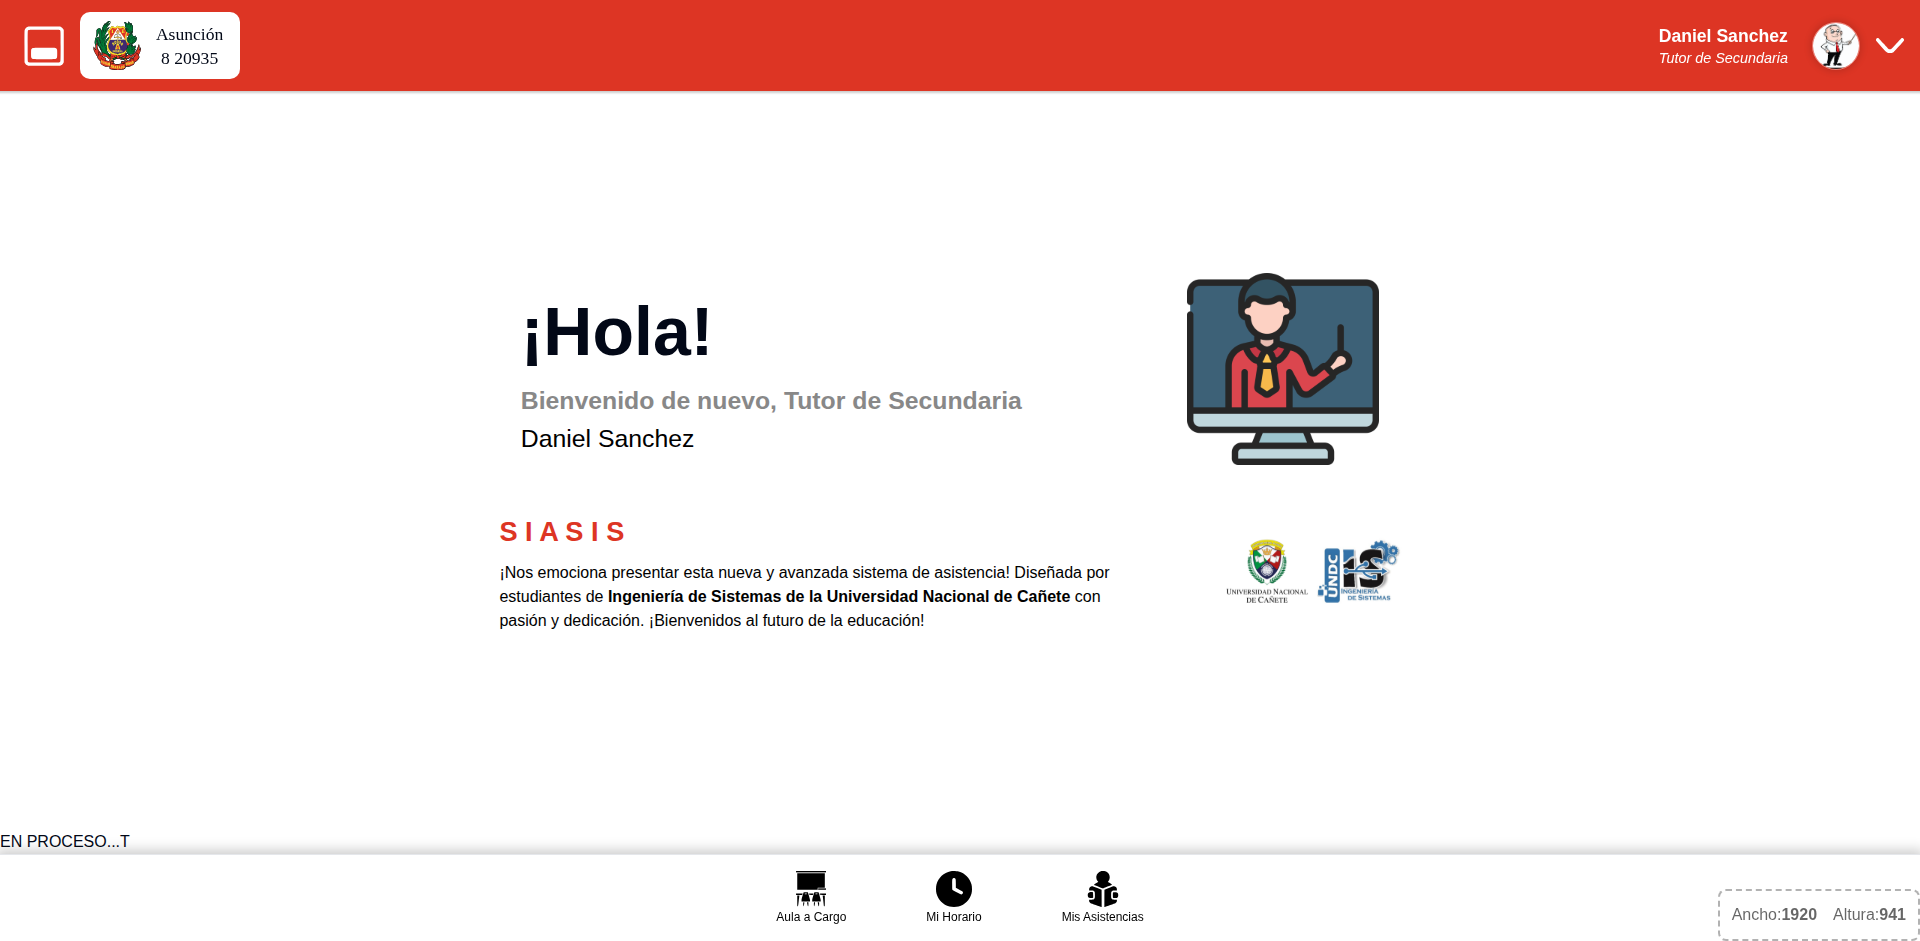 Asunción
8 20935
Daniel Sanchez
Tutor de Secundaria
¡Hola!
Bienvenido de nuevo, Tutor de Secundaria
Daniel Sanchez
SIASIS
¡Nos emociona presentar esta nueva y avanzada sistema de asistencia! Diseñada por
estudiantes de Ingeniería de Sistemas de la Universidad Nacional de Cañete con
pasión y dedicación. ¡Bienvenidos al futuro de la educación!
UNIVERSIDAD NACIONAL
DE CAÑETE
UNDC
IS
INGENIERÍA
DE SISTEMAS
EN PROCESO...T
Aula a Cargo
Mi Horario
Mis Asistencias
Ancho:1920 Altura:941